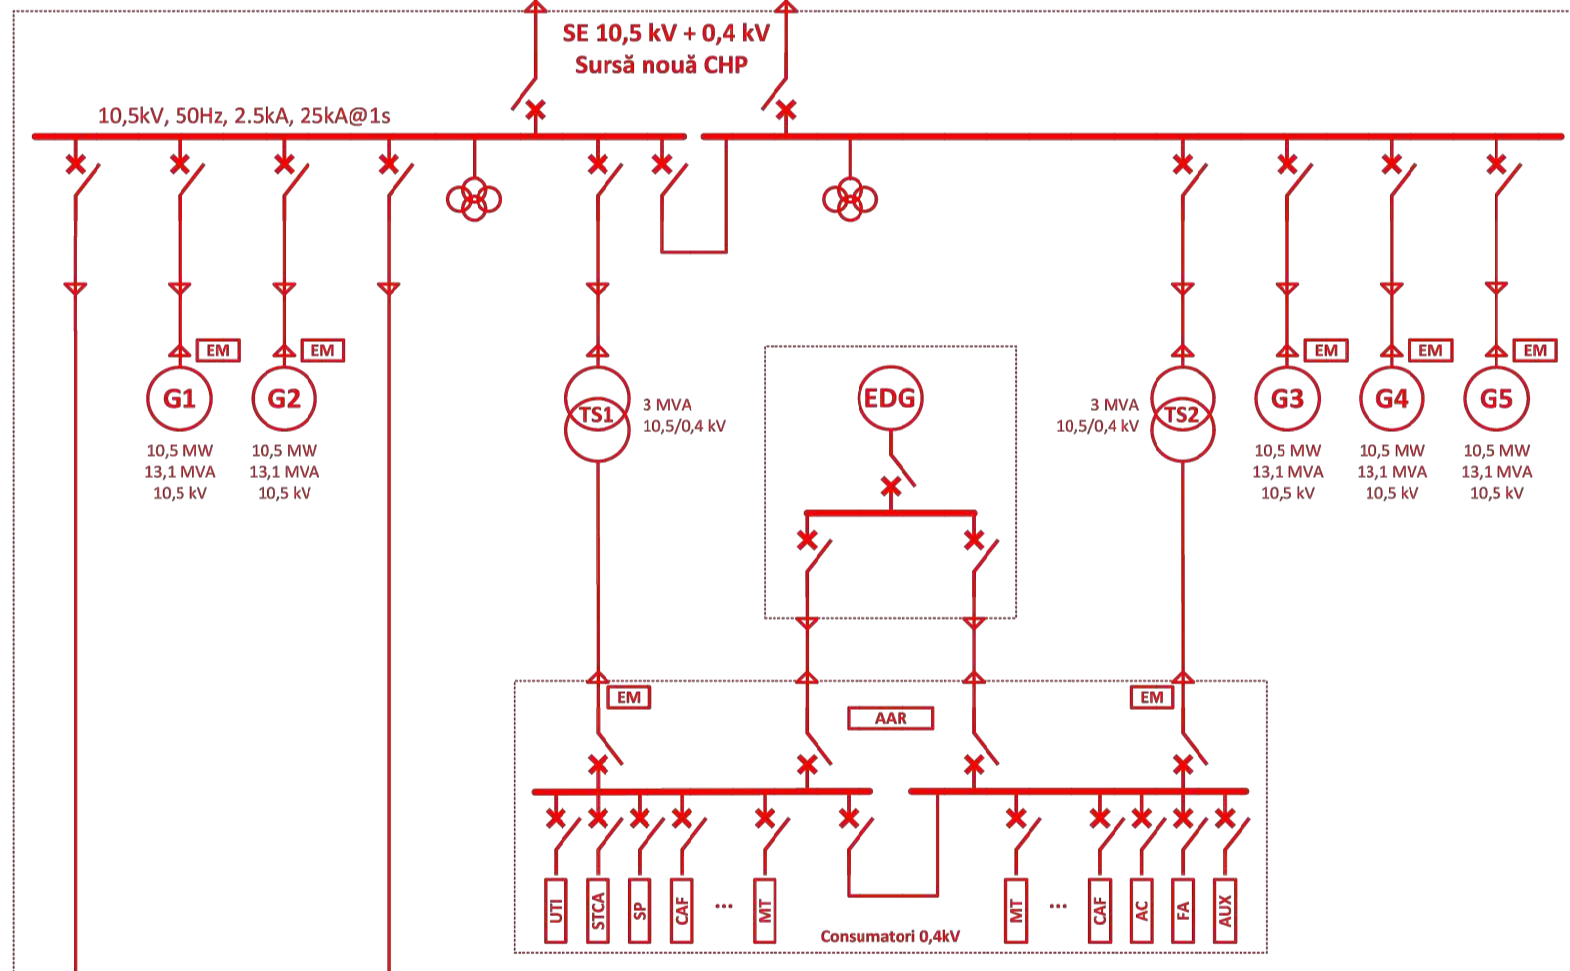 SE 10,5 kV + 0,4 kV
Sursă nouă CHP
10,5kV, 50Hz, 2.5kA, 25kA@1s
EM
EM
EM
EM
EM
G1
G2
TS1
3 MVA
10,5/0,4 kV
EDG
3 MVA
10,5/0,4 kV
TS2
G3
G4
G5
10,5 MW
13,1 MVA
10,5 kV
10,5 MW
13,1 MVA
10,5 kV
10,5 MW
13,1 MVA
10,5 kV
10,5 MW
13,1 MVA
10,5 kV
10,5 MW
13,1 MVA
10,5 kV
EM
AAR
EM
UTI
STCA
SP
CAF
...
MT
MT
...
CAF
AC
FA
AUX
Consumatori 0,4kV